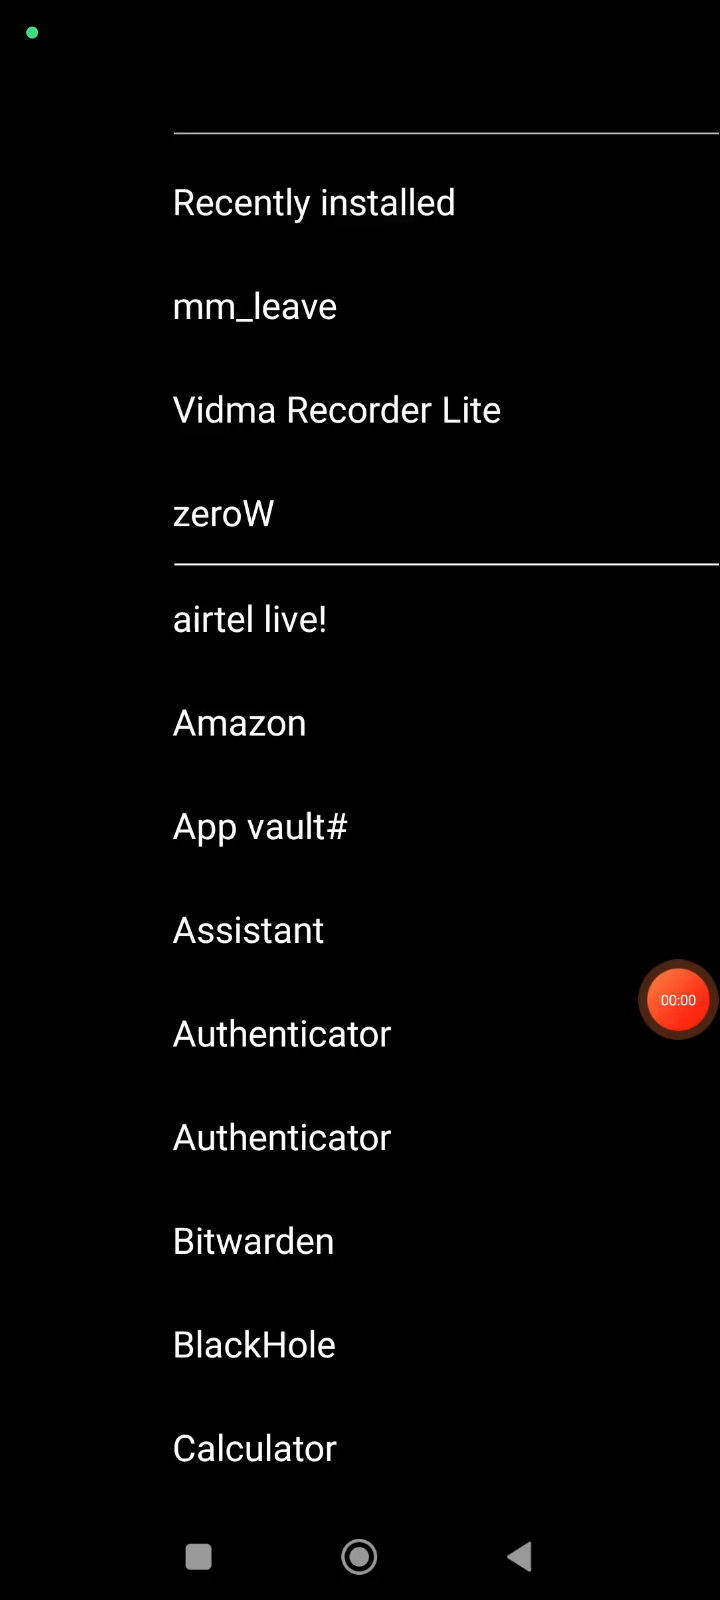 Recently installed
mm_leave
Vidma Recorder Lite
zeroW
airtel live!
Amazon
App vault#
Assistant
00:00
Authenticator
Authenticator
Bitwarden
BlackHole
Calculator